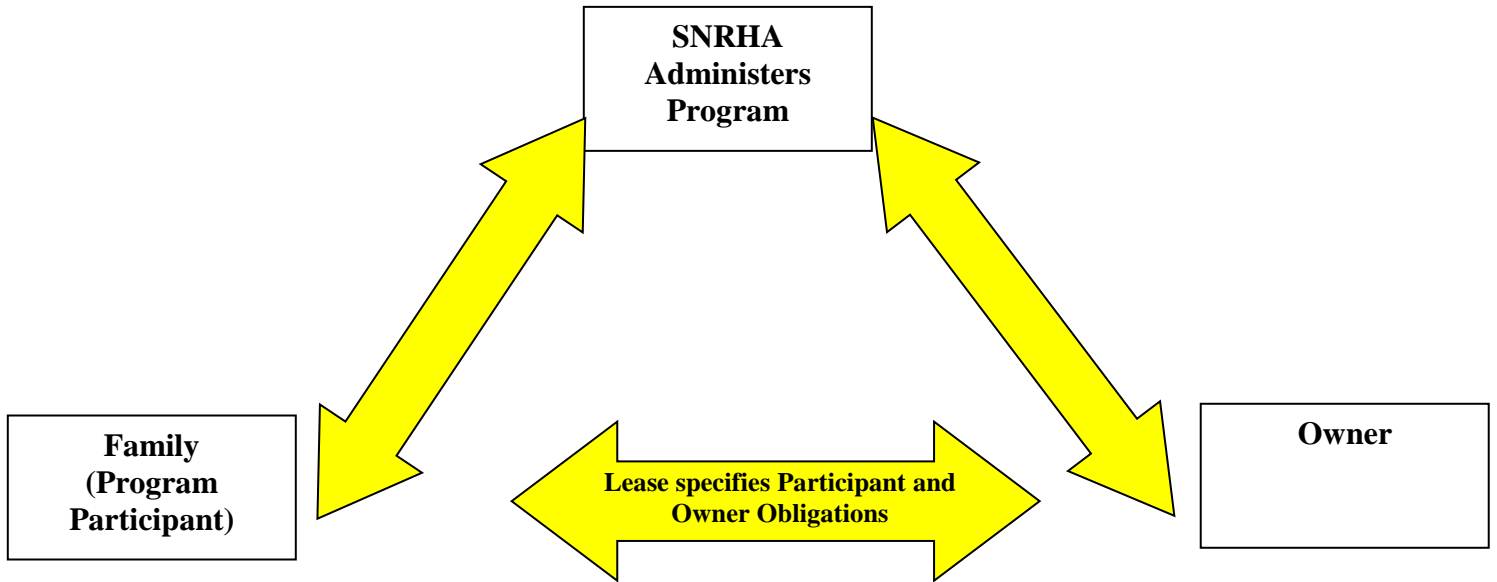 SNRHA
Administers
Program
Family
(Program
Participant)
Lease specifies Participant and
Owner Obligations
Owner